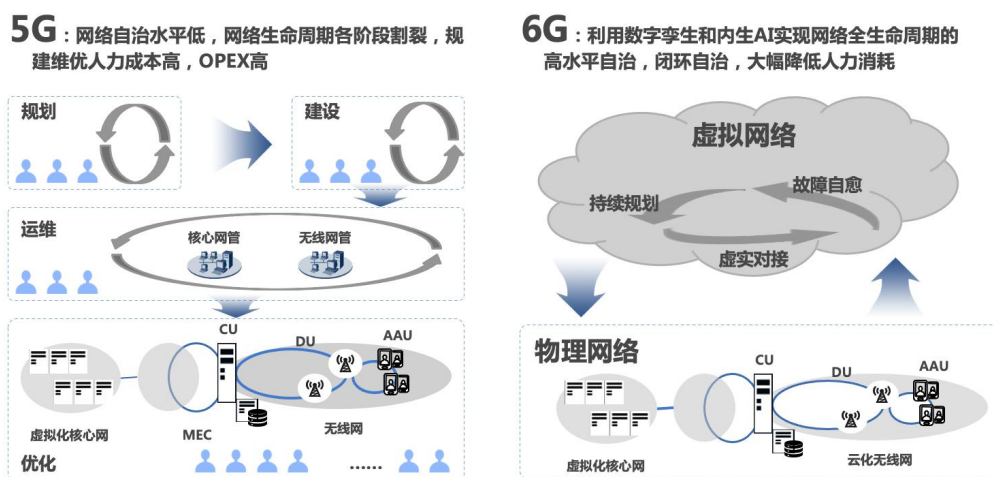 5G：网络自治水平低，网络生命周期各阶段割裂，规
建维优人力成本高，OPEX高
规划
建设
运维
核心网管
无线网管
CU
DU
AAU
虚拟化核心网
MEC
无线网
优化
……
6G：利用数字孪生和内生AI实现网络全生命周期的
高水平自治，闭环自治，大幅降低人力消耗
虚拟网络
故障自愈
持续规划
虚实对接
物理网络
CU
DU
AAU
虚拟化核心网
云化无线网